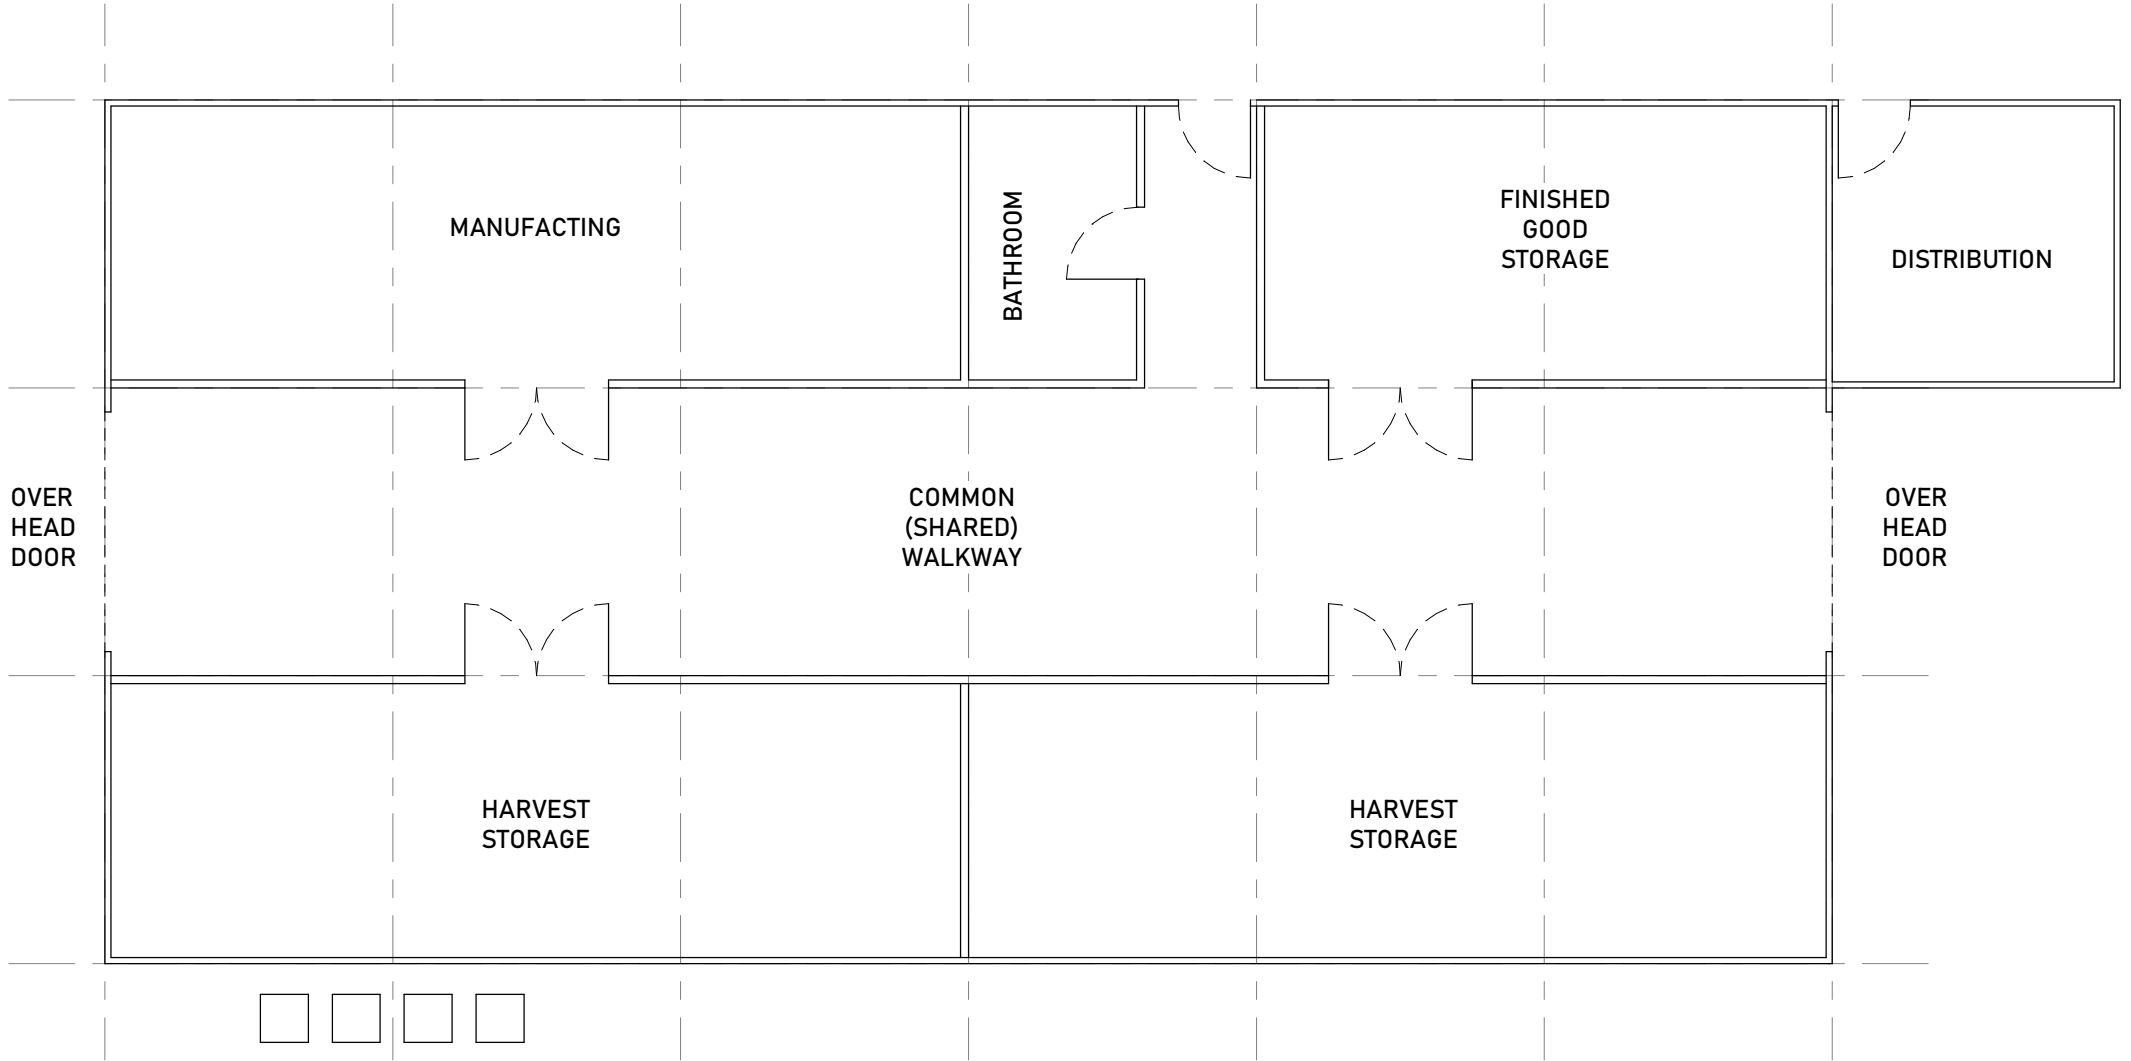 MANUFACTING
BATHROOM
FINISHED
GOOD
STORAGE
DISTRIBUTION
OVER
HEAD
DOOR
COMMON
(SHARED)
WALKWAY
OVER
HEAD
DOOR
HARVEST
STORAGE
HARVEST
STORAGE